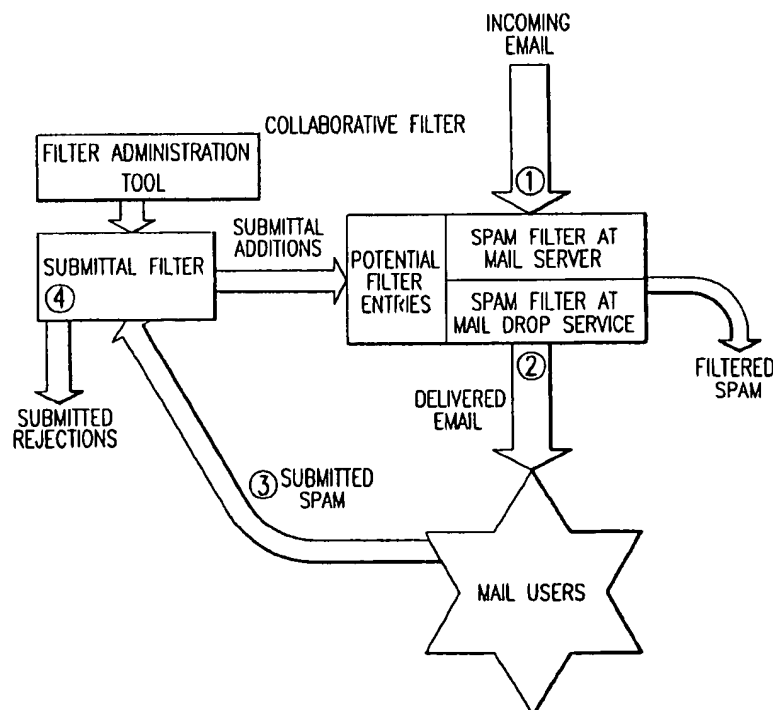 INCOMING
EMAIL
COLLABORATIVE FILTER
FILTER ADMINISTRATION
TOOL
1
SUBMITTAL
ADDITIONS
SUBMITTAL FILTER
4
POTENTIAL
FILTER
ENTRIES
SPAM FILTER AT
MAIL SERVER
SPAM FILTER AT
MAIL DROP SERVICE
2
FILTERED
SPAM
DELIVERED
EMAIL
SUBMITTED
REJECTIONS
3 SUBMITTED
SPAM
MAIL USERS